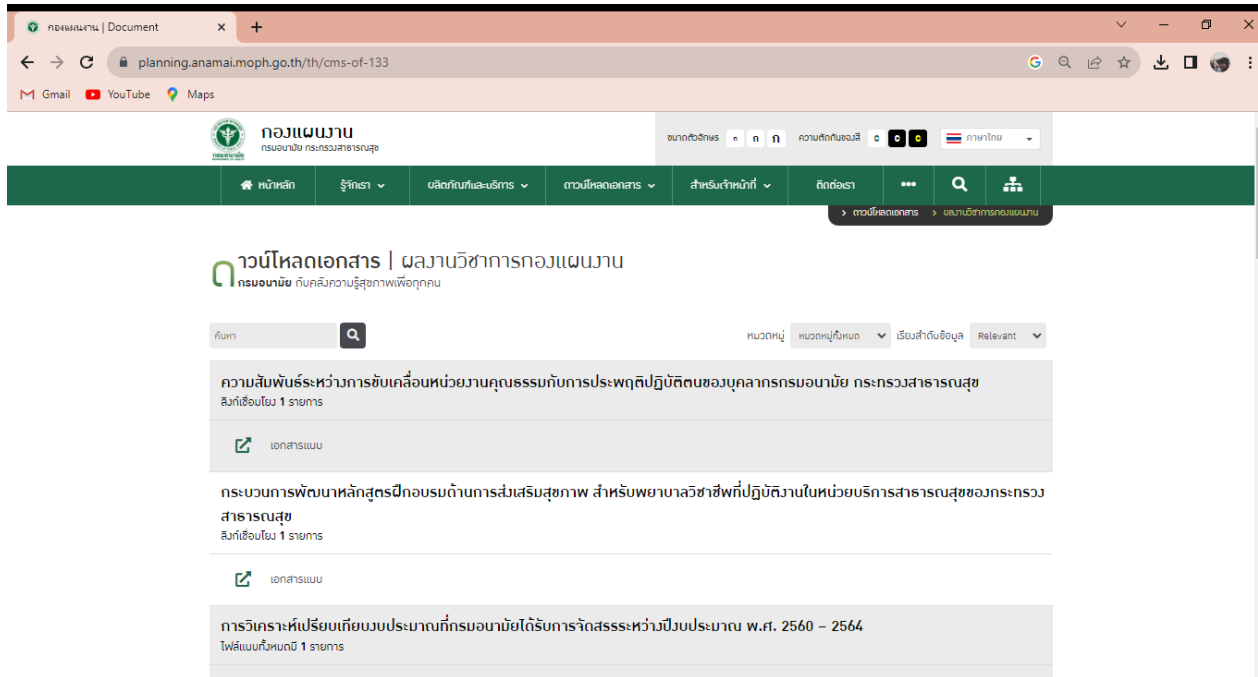 กองแผนงาน | Document
planning.anamai.moph.go.th/th/cms-of-133
Gmail YouTube Maps
กองแผนงาน
กรมอนามัย กระทรวงสาธารณสุข
ขนาดตัวอักษร ก ก ก ความตัดกันของสี C C C ภาษาไทย
หน้าหลัก รู้จักเรา ผลิตภัณฑ์และบริการ ดาวน์โหลดเอกสาร สำหรับเจ้าหน้าที่ ติดต่อเรา
> ดาวน์โหลดเอกสาร > ผลงานวิชาการกองแผนงาน
ดาวน์โหลดเอกสาร | ผลงานวิชาการกองแผนงาน
กรมอนามัย กับคลังความรู้สุขภาพเพื่อทุกคน
ค้นหา หมวดหมู่ หมวดหมู่ทั้งหมด เรียงลำดับข้อมูล Relevant
ความสัมพันธ์ระหว่างการขับเคลื่อนหน่วยงานคุณธรรมกับการประพฤติปฏิบัติตนของบุคลากรกรมอนามัย กระทรวงสาธารณสุข
ลิงก์เชื่อมโยง 1 รายการ
เอกสารแนบ
กระบวนการพัฒนาหลักสูตรฝึกอบรมด้านการส่งเสริมสุขภาพ สำหรับพยาบาลวิชาชีพที่ปฏิบัติงานในหน่วยบริการสาธารณสุขของกระทรวง
สาธารณสุข
ลิงก์เชื่อมโยง 1 รายการ
เอกสารแนบ
การวิเคราะห์เปรียบเทียบงบประมาณที่กรมอนามัยได้รับการจัดสรรระหว่างปีงบประมาณ พ.ศ. 2560 – 2564
ไฟล์แนบทั้งหมดมี 1 รายการ